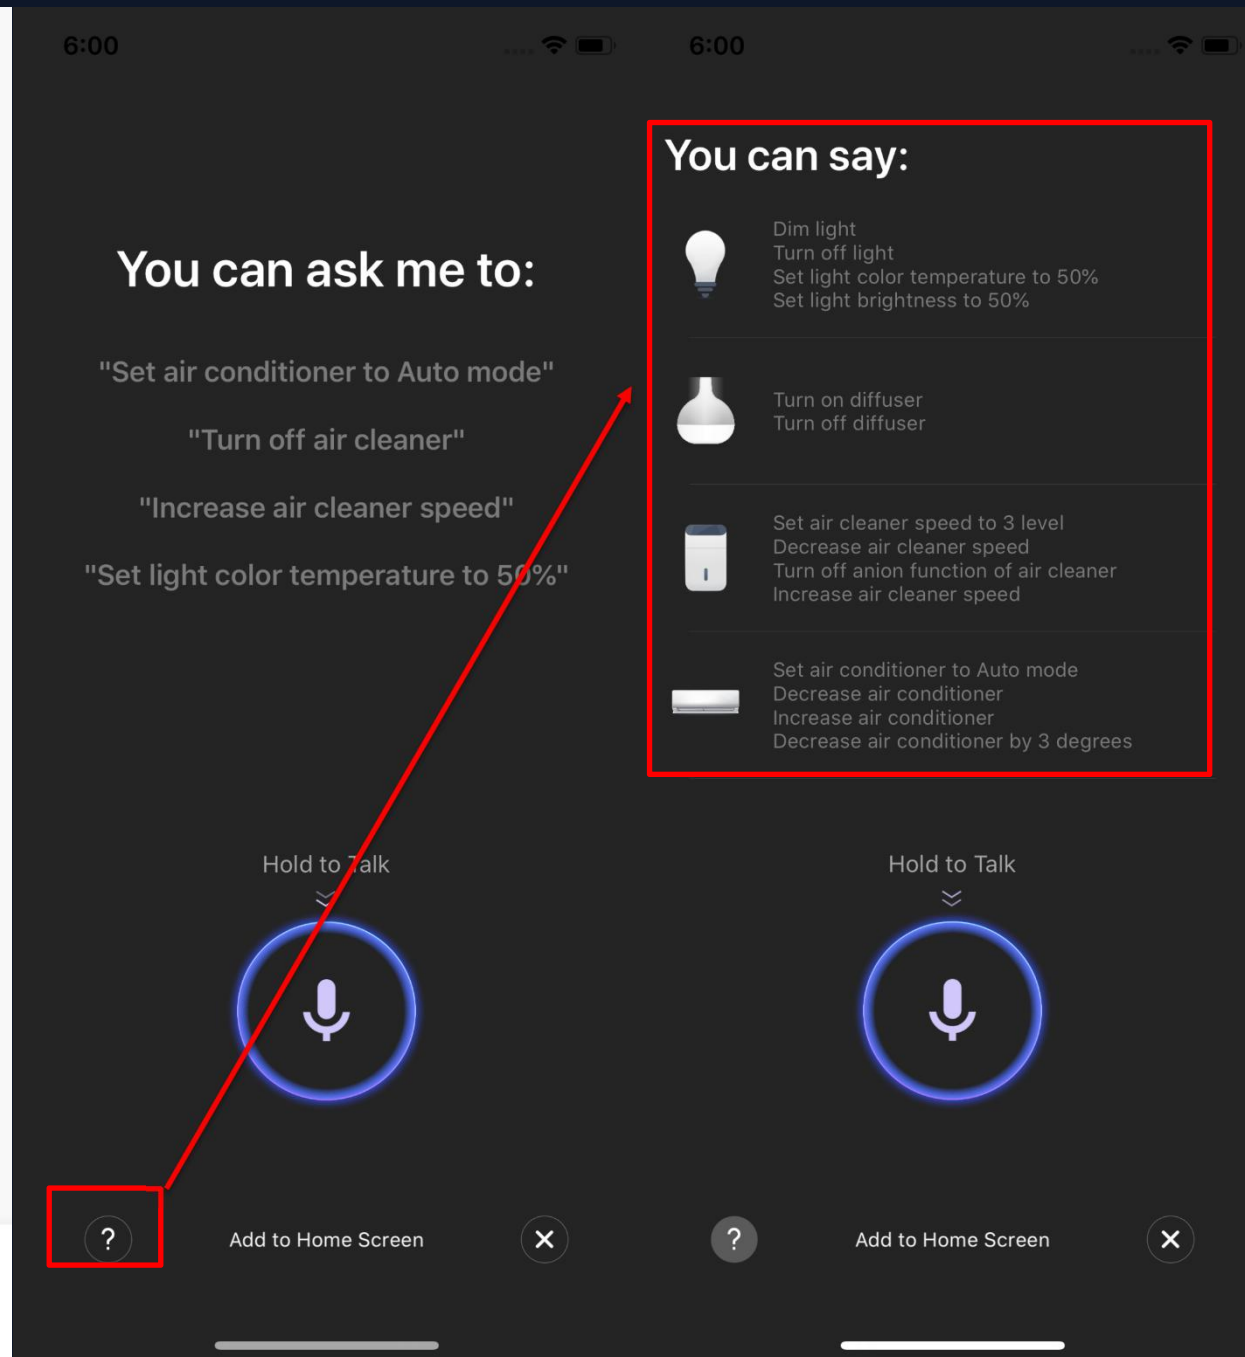 6:00
You can ask me to:
"Set air conditioner to Auto mode"
"Turn off air cleaner"
"Increase air cleaner speed"
"Set light color temperature to 50%"
Hold to Talk
?
Add to Home Screen
6:00
You can say:
Dim light
Turn off light
Set light color temperature to 50%
Set light brightness to 50%
Turn on diffuser
Turn off diffuser
Set air cleaner speed to 3 level
Decrease air cleaner speed
Turn off anion function of air cleaner
Increase air cleaner speed
Set air conditioner to Auto mode
Decrease air conditioner
Increase air conditioner
Decrease air conditioner by 3 degrees
Hold to Talk
?
Add to Home Screen